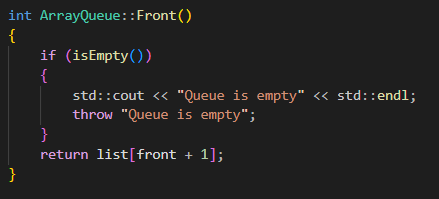 int ArrayQueue::Front()
{
    if (isEmpty())
    {
        std::cout << "Queue is empty" << std::endl;
        throw "Queue is empty";
    }
    return list[front + 1];
}